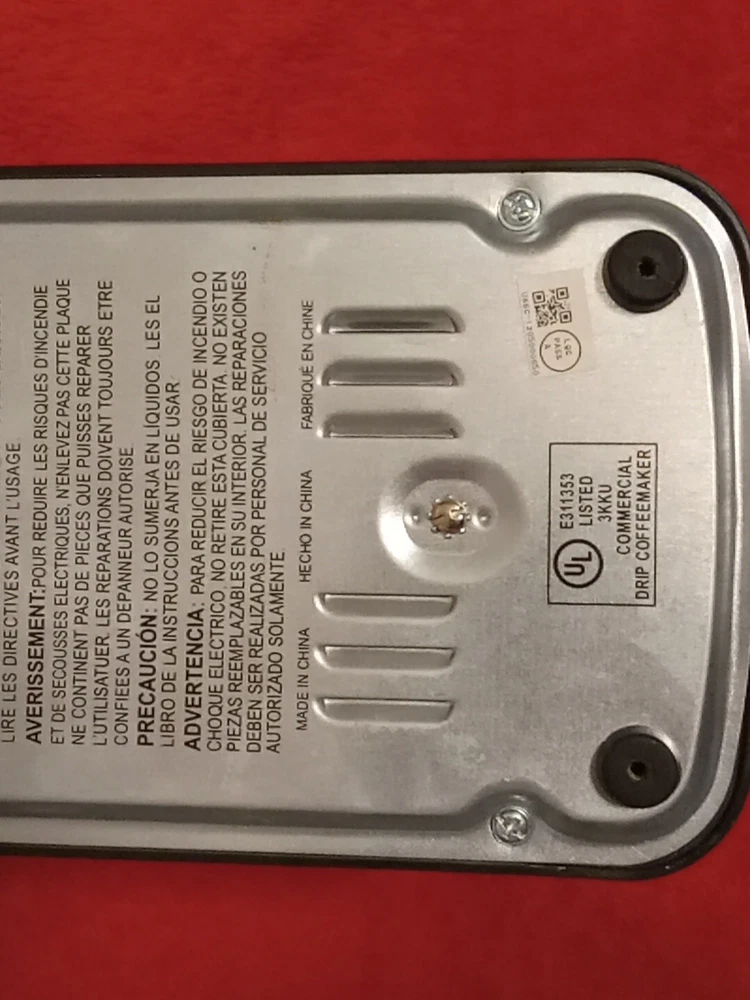 LIRE LES DIRECTIVES AVANT L'USAGE
AVERISSEMENT:POUR REDUIRE LES RISQUES D'INCENDIE
ET DE SECOUSSES ELECTRIQUES, N'ENLEVEZ PAS CETTE PLAQUE
NE CONTINENT PAS DE PIECES QUE PUISSES REPARER
L'UTILISATUER, LES REPARATIONS DOIVENT TOUJOURS ETRE
CONFIEES A UN DEPANNEUR AUTORISE
PRECAUCIÓN: NO LO SUMERJA EN LÍQUIDOS. LES EL
LIBRO DE LA INSTRUCCIONS ANTES DE USAR.
ADVERTENCIA: PARA REDUCIR EL RIESGO DE INCENDIO O
CHOQUE ELECTRICO, NO RETIRE ESTA CUBIERTA, NO EXISTEN
PIEZAS REEMPLAZABLES EN SU INTERIOR. LAS REPARACIONES
DEBEN SER REALIZADAS POR PERSONAL DE SERVICIO
AUTORIZADO SOLAMENTE
MADE IN CHINA HECHO IN CHINA FABRIQUÉ EN CHINE
LQC
PASS
UL
E311353
LISTED
3KKU
COMMERCIAL
DRIP COFFEEMAKER